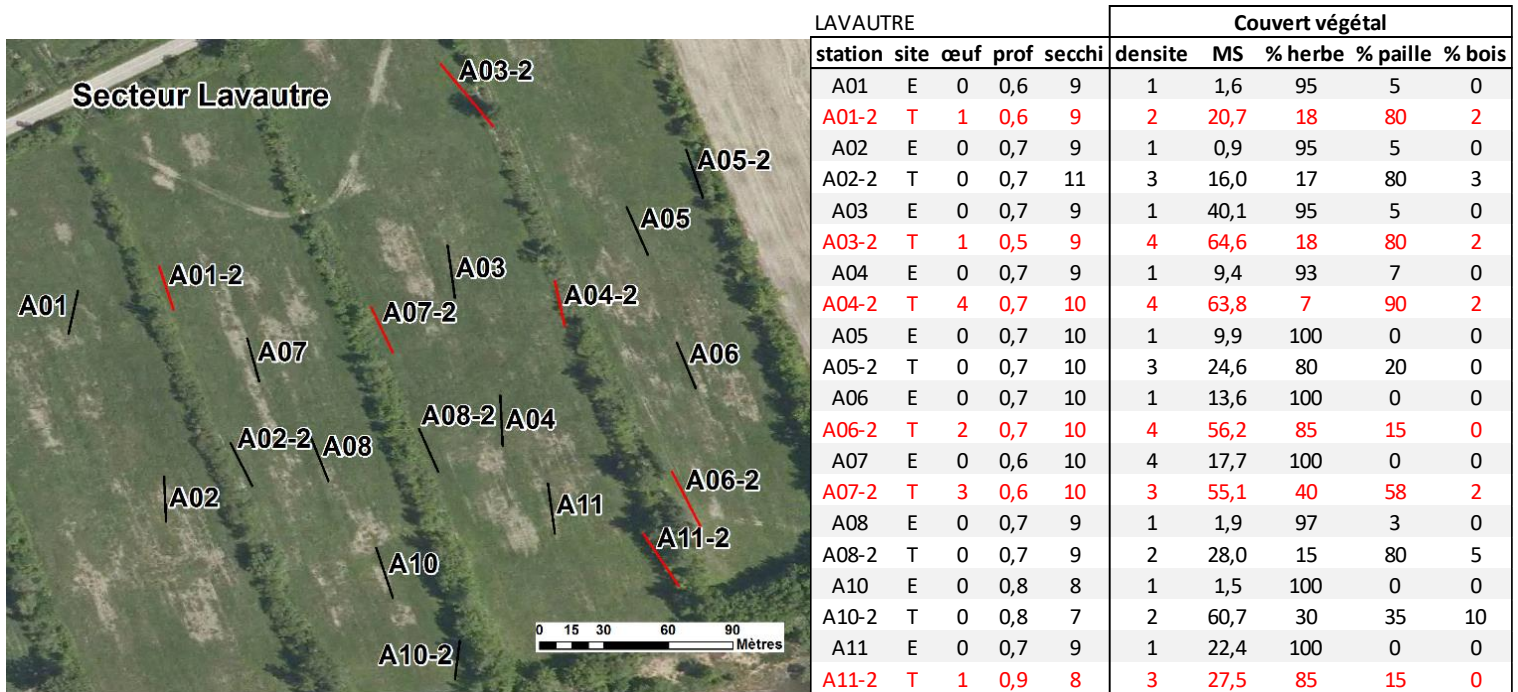 Secteur Lavautre
A03-2
A05-2
A05
A01-2
A03
A04-2
A01
A07-2
A07
A06
A02-2
A08
A08-2
A04
A02
A11
A06-2
A11-2
A10
A10-2
0 15 30 60 90
Mètres
LAVAUTRE Couvert végétal
station site œuf prof secchi densite MS % herbe % paille % bois
A01 E 0 0,6 9 1 1,6 95 5 0
A01-2 T 1 0,6 9 2 20,7 18 80 2
A02 E 0 0,7 9 1 0,9 95 5 0
A02-2 T 0 0,7 11 3 16,0 17 80 3
A03 E 0 0,7 9 1 40,1 95 5 0
A03-2 T 1 0,5 9 4 64,6 18 80 2
A04 E 0 0,7 9 1 9,4 93 7 0
A04-2 T 4 0,7 10 4 63,8 7 90 2
A05 E 0 0,7 10 1 9,9 100 0 0
A05-2 T 0 0,7 10 3 24,6 80 20 0
A06 E 0 0,7 10 1 13,6 100 0 0
A06-2 T 2 0,7 10 4 56,2 85 15 0
A07 E 0 0,6 10 4 17,7 100 0 0
A07-2 T 3 0,6 10 3 55,1 40 58 2
A08 E 0 0,7 9 1 1,9 97 3 0
A08-2 T 0 0,7 9 2 28,0 15 80 5
A10 E 0 0,8 8 1 1,5 100 0 0
A10-2 T 0 0,8 7 2 60,7 30 35 10
A11 E 0 0,7 9 1 22,4 100 0 0
A11-2 T 1 0,9 8 3 27,5 85 15 0